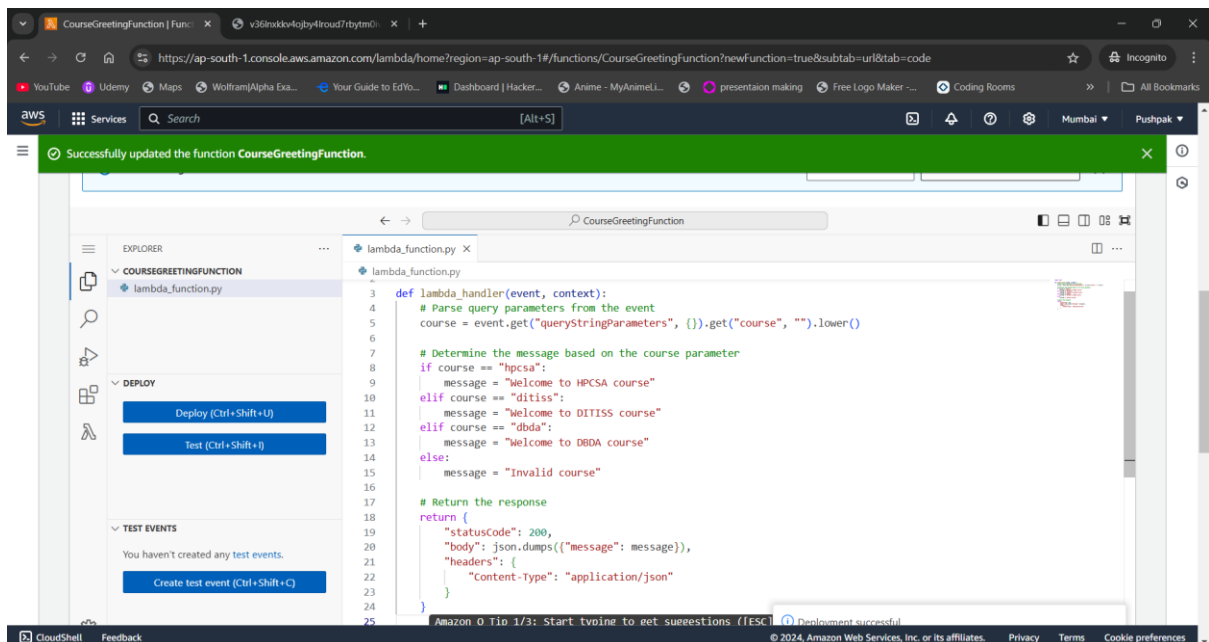 CourseGreetingFunction | Funct
v36lnxkkv4ojby4lroud7rbytm0
https://ap-south-1.console.aws.amazon.com/lambda/home?region=ap-south-1#/functions/CourseGreetingFunction?newFunction=true&subtab=url&tab=code
Incognito
YouTube Udemy Maps Wolfram|Alpha Exa... Your Guide to EdYo... Dashboard | Hacker... Anime - MyAnimeLi... presentaion making Free Logo Maker -... Coding Rooms » All Bookmarks
aws Services Search [Alt+S] Mumbai Pushpak
Successfully updated the function CourseGreetingFunction.
CourseGreetingFunction
EXPLORER ... lambda_function.py
COURSEGREETINGFUNCTION
lambda_function.py
lambda_function.py
3 def lambda_handler(event, context):
4 # Parse query parameters from the event
5 course = event.get("queryStringParameters", {}).get("course", "").lower()
6
7 # Determine the message based on the course parameter
8 if course == "hpcsa":
9 message = "Welcome to HPCSA course"
10 elif course == "ditiss":
11 message = "Welcome to DITISS course"
12 elif course == "dbda":
13 message = "Welcome to DBDA course"
14 else:
15 message = "Invalid course"
16
17 # Return the response
18 return {
19 "statusCode": 200,
20 "body": json.dumps({"message": message}),
21 "headers": {
22 "Content-Type": "application/json"
23 }
24 }
25 Amazon Q Tip 1/3: Start typing to get suggestions ([ESC]
DEPLOY
Deploy (Ctrl+Shift+U)
Test (Ctrl+Shift+I)
TEST EVENTS
You haven't created any test events.
Create test event (Ctrl+Shift+C)
Deployment successful
CloudShell Feedback © 2024, Amazon Web Services, Inc. or its affiliates. Privacy Terms Cookie preferences